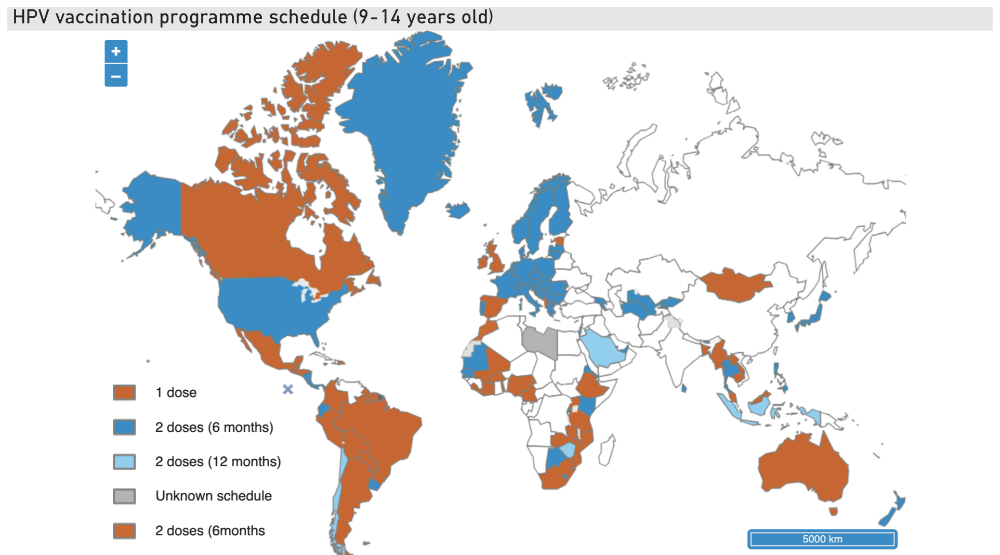 HPV vaccination programme schedule (9-14 years old)
+
−
1 dose
2 doses (6 months)
2 doses (12 months)
Unknown schedule
2 doses (6months
5000 km